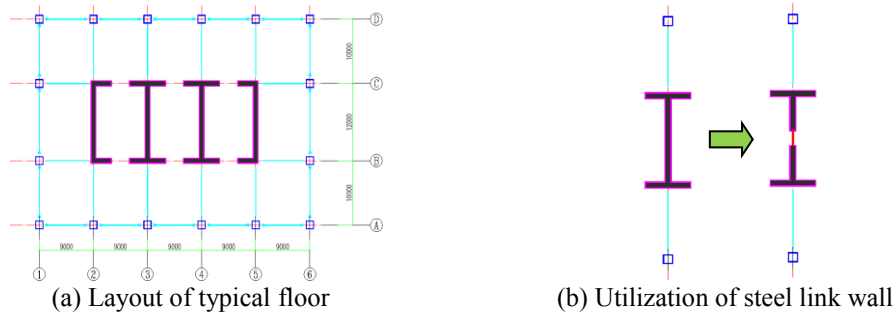 D
10000
C
12000
B
10000
A
9000 9000 9000 9000 9000
1 2 3 4 5 6
(a) Layout of typical floor
(b) Utilization of steel link wall